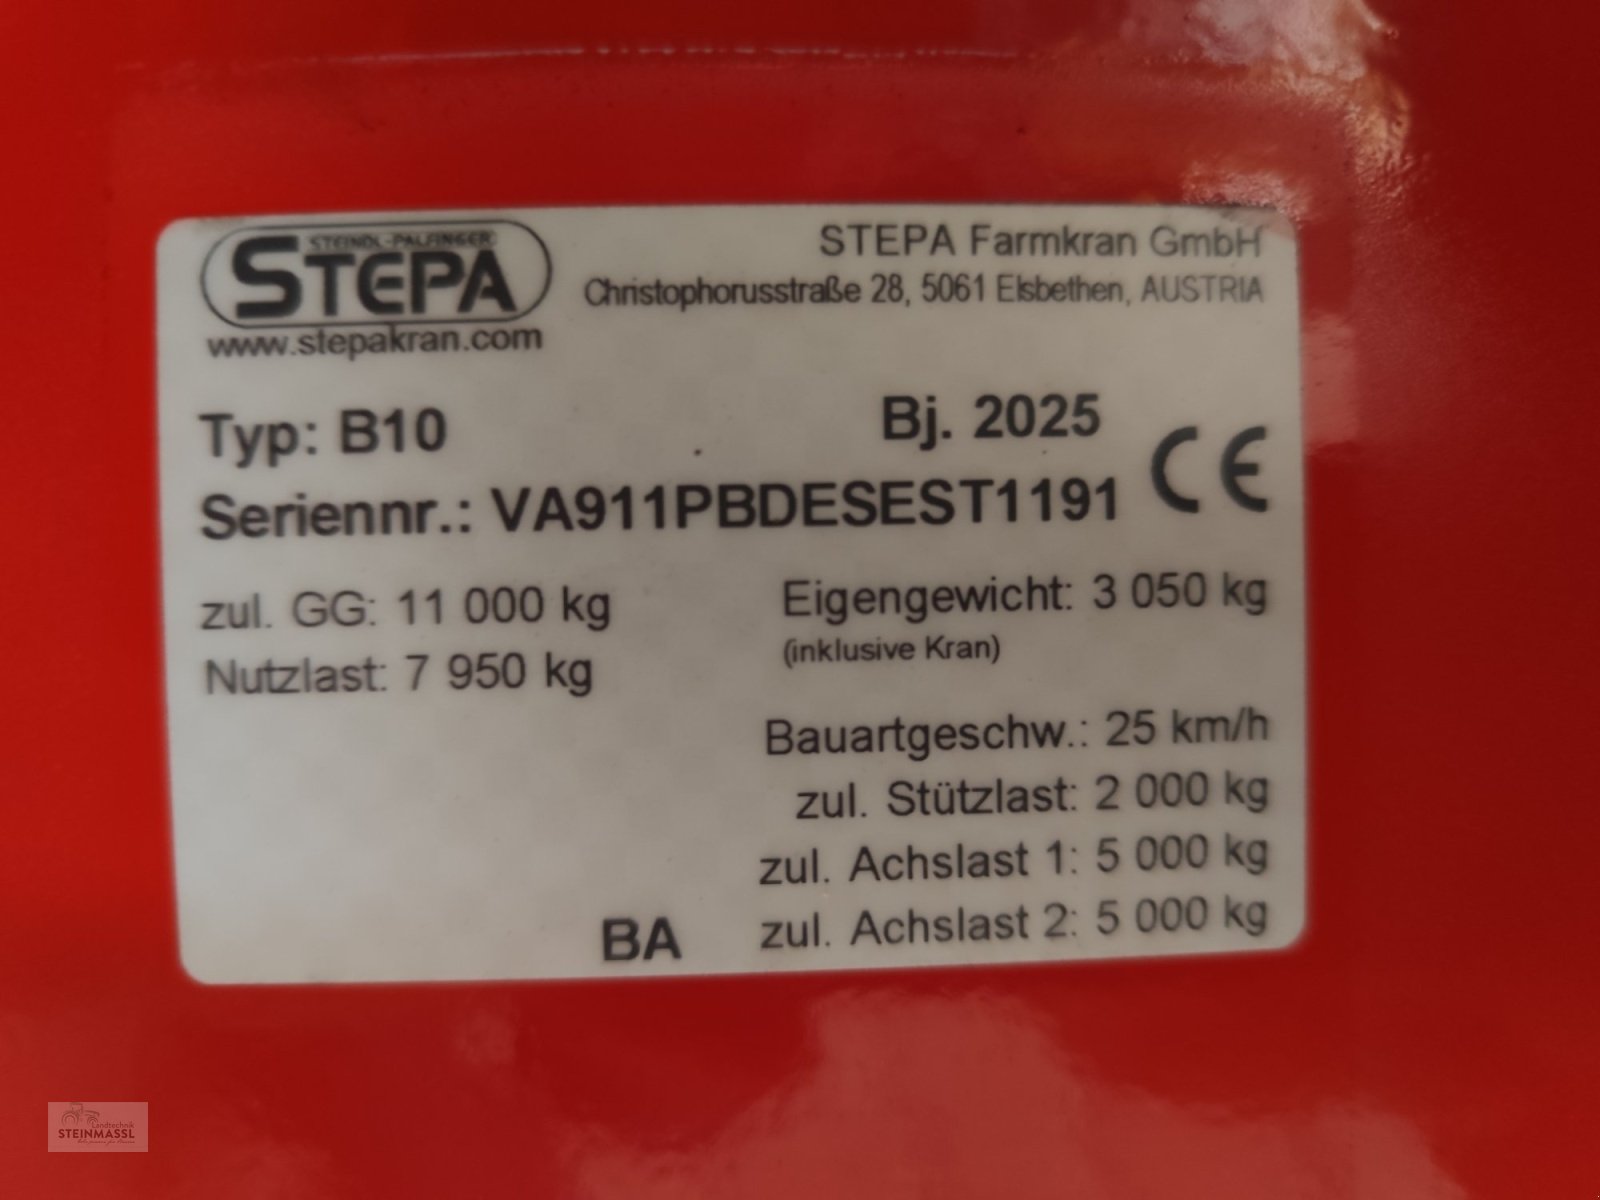 STEINDL-PALFINGER
STEPA
www.stepakran.com
STEPA Farmkran GmbH
Christophorusstraße 28, 5061 Elsbethen, AUSTRIA
Typ: B10
Bj. 2025
Seriennr.: VA911PBDESEST1191
CE
zul. GG: 11 000 kg
Nutzlast: 7 950 kg
Eigengewicht: 3 050 kg
(inklusive Kran)
Bauartgeschw.: 25 km/h
zul. Stützlast: 2 000 kg
zul. Achslast 1: 5 000 kg
zul. Achslast 2: 5 000 kg
BA
Landtechnik
STEINMASSL